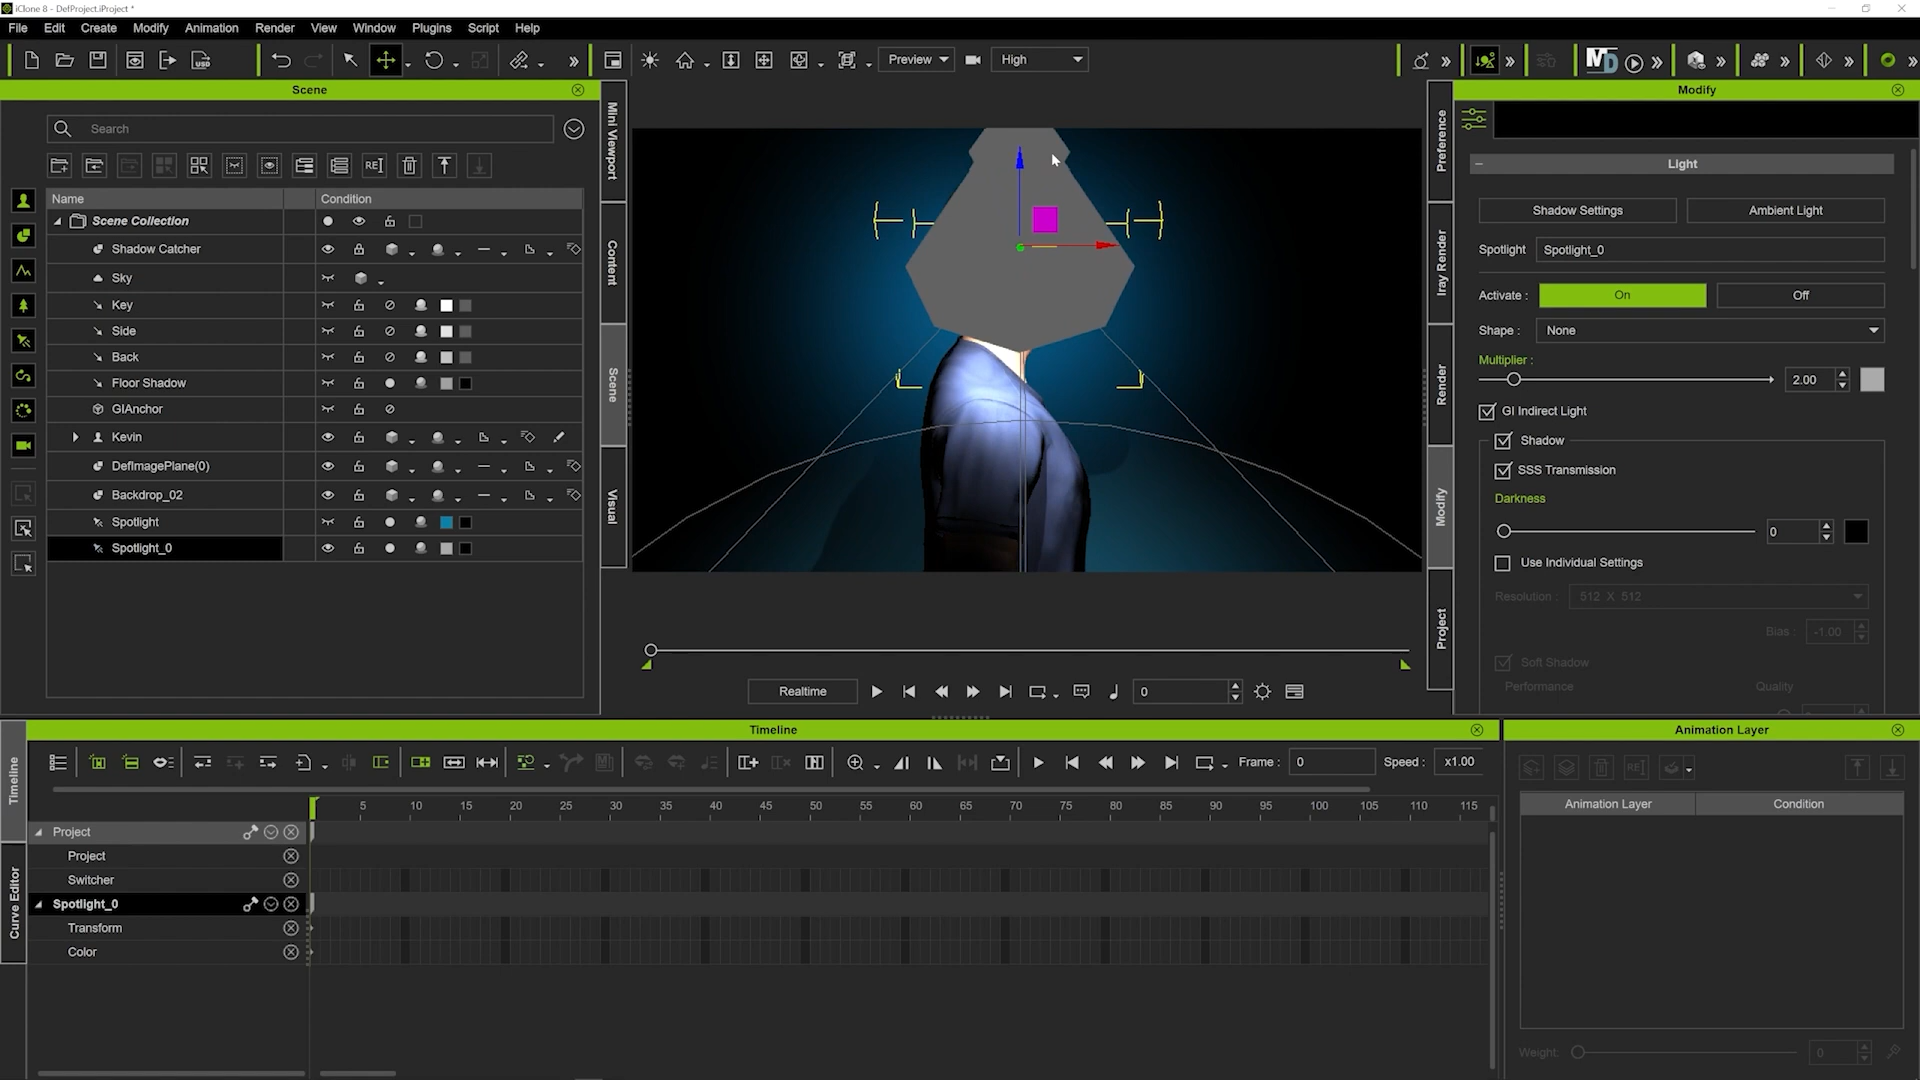 iClone 8 - DefProject.iProject *
File Edit Create Modify Animation Render View Window Plugins Script Help
USD
Preview
High
MD
Scene
Search
REI
Name
Condition
Scene Collection
Shadow Catcher
Sky
Key
Side
Back
Floor Shadow
GIAnchor
Kevin
DefImagePlane(0)
Backdrop_02
Spotlight
Spotlight_0
Mini Viewport
Content
Scene
Visual
Realtime
0
Preference
Iray Render
Render
Modify
Project
Modify
Light
Shadow Settings
Ambient Light
Spotlight
Spotlight_0
Activate :
On
Off
Shape :
None
Multiplier :
2.00
GI Indirect Light
Shadow
SSS Transmission
Darkness
0
Use Individual Settings
Resolution :
512 X 512
Bias :
-1.00
Soft Shadow
Performance
Quality
Timeline
Timeline
Curve Editor
Frame :
0
Speed :
x1.00
5 10 15 20 25 30 35 40 45 50 55 60 65 70 75 80 85 90 95 100 105 110 115
Project
Project
Switcher
Spotlight_0
Transform
Color
Animation Layer
REI
Animation Layer
Condition
Weight:
0